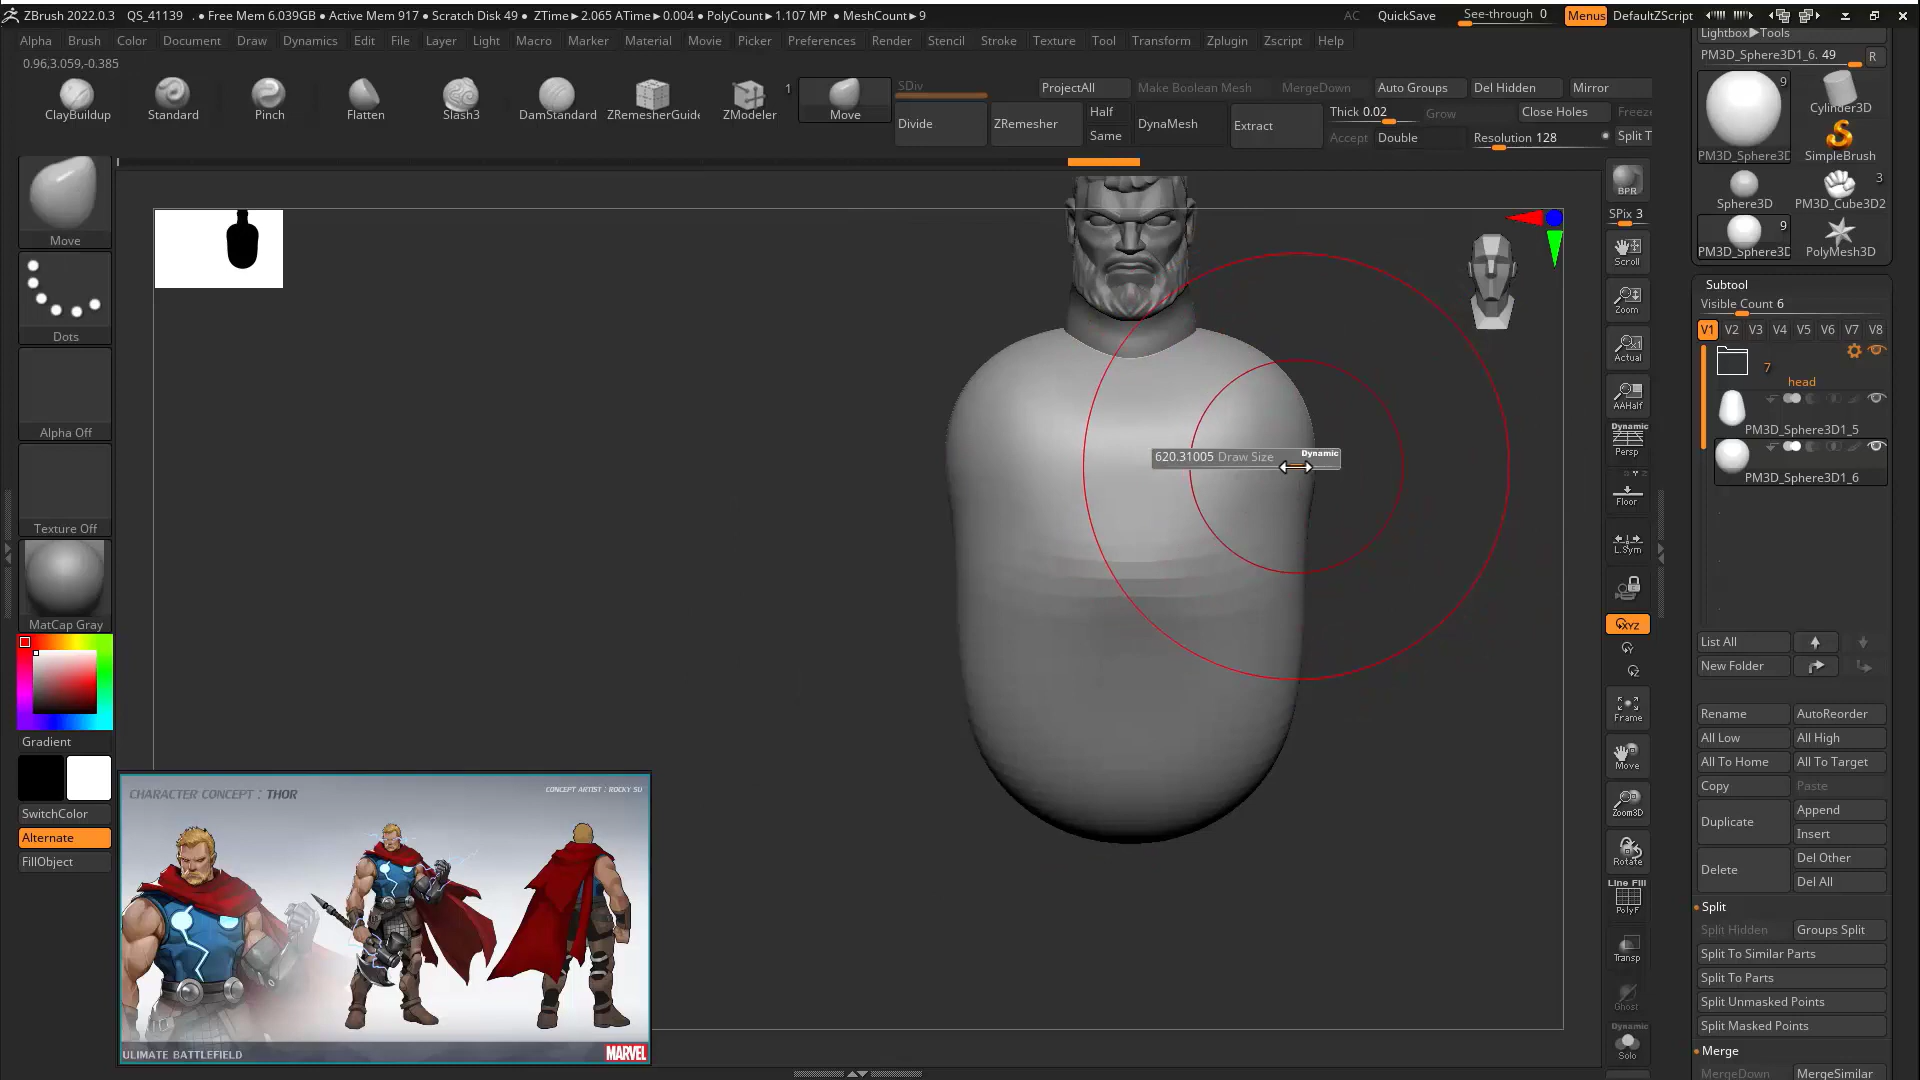 ZBrush 2022.0.3 QS_41139 . ● Free Mem 6.039GB ● Active Mem 917 ● Scratch Disk 49 ● ZTime►2.065 ATime►0.004 ● PolyCount►1.107 MP ● MeshCount►9 AC QuickSave See-through 0 Menus DefaultZScript
Alpha Brush Color Document Draw Dynamics Edit File Layer Light Macro Marker Material Movie Picker Preferences Render Stencil Stroke Texture Tool Transform Zplugin Zscript Help
0.96,3.059,-0.385
ClayBuildup Standard Pinch Flatten Slash3 DamStandard ZRemesherGuide ZModeler 1 Move
SDiv
Divide ZRemesher
ProjectAll
Half
Same
Make Boolean Mesh MergeDown
DynaMesh Extract
Auto Groups Del Hidden Mirror
Thick 0.02 Grow Close Holes Freeze
Accept Double Resolution 128 Split T
Move
Dots
Alpha Off
Texture Off
MatCap Gray
Gradient
SwitchColor
Alternate
FillObject
620.31005 Draw Size Dynamic
CHARACTER CONCEPT : THOR
CONCEPT ARTIST : ROCKY SU
ULIMATE BATTLEFIELD
MARVEL
BPR
SPix 3
Scroll
Zoom
Actual
AAHalf
Dynamic
Persp
Floor
L.Sym
XYZ
Frame
Move
Zoom3D
Rotate
Line Fill
PolyF
Transp
Ghost
Dynamic
Solo
Lightbox►Tools
PM3D_Sphere3D1_6. 49 R
9
PM3D_Sphere3D
Cylinder3D
SimpleBrush
Sphere3D
3
PM3D_Cube3D2
9
PM3D_Sphere3D
PolyMesh3D
Subtool
Visible Count 6
V1 V2 V3 V4 V5 V6 V7 V8
7
head
PM3D_Sphere3D1_5
PM3D_Sphere3D1_6
List All
New Folder
Rename AutoReorder
All Low All High
All To Home All To Target
Copy Paste
Duplicate Append
Insert
Delete Del Other
Del All
Split
Split Hidden Groups Split
Split To Similar Parts
Split To Parts
Split Unmasked Points
Split Masked Points
Merge
MergeDown MergeSimilar